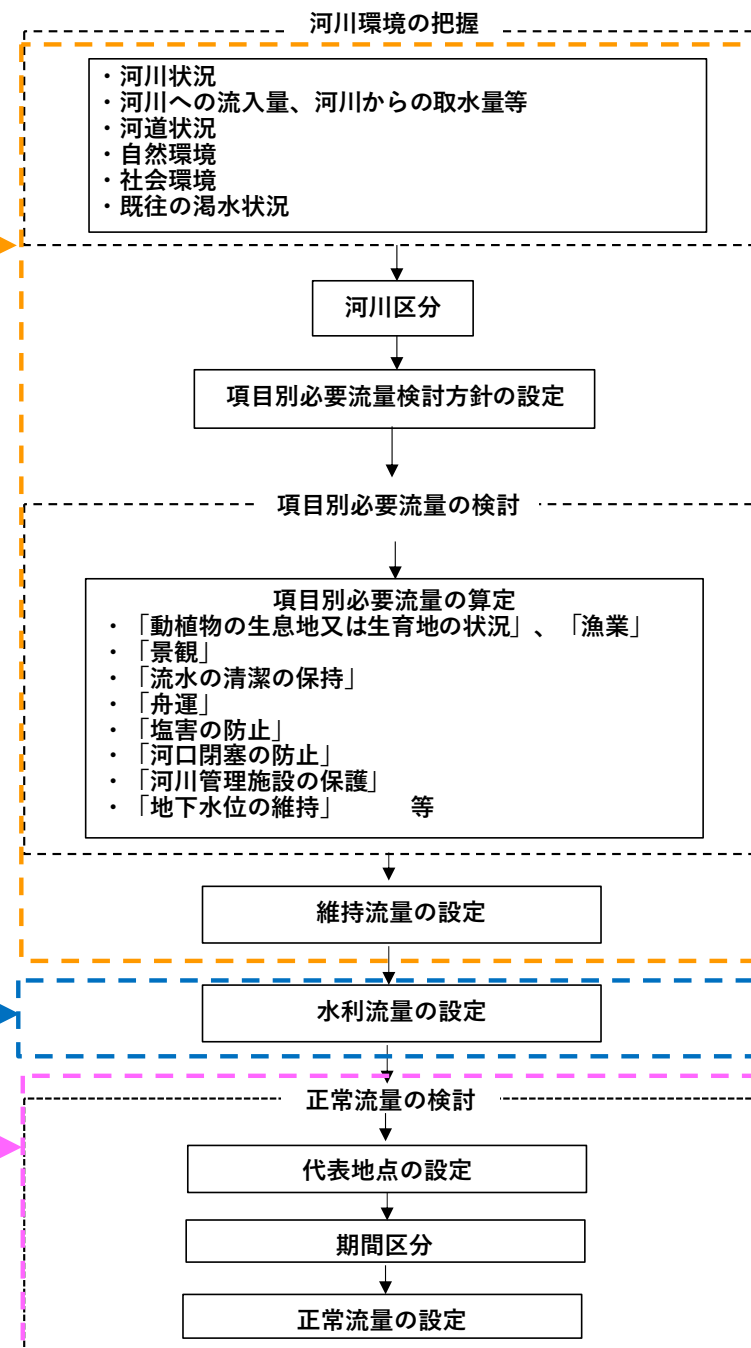 河川環境の把握
・河川状況
・河川への流入量、河川からの取水量等
・河道状況
・自然環境
・社会環境
・既往の渇水状況
河川区分
項目別必要流量検討方針の設定
項目別必要流量の検討
項目別必要流量の算定
・「動植物の生息地又は生育地の状況」、「漁業」
・「景観」
・「流水の清潔の保持」
・「舟運」
・「塩害の防止」
・「河口閉塞の防止」
・「河川管理施設の保護」
・「地下水位の維持」　　　等
維持流量の設定
水利流量の設定
正常流量の検討
代表地点の設定
期間区分
正常流量の設定